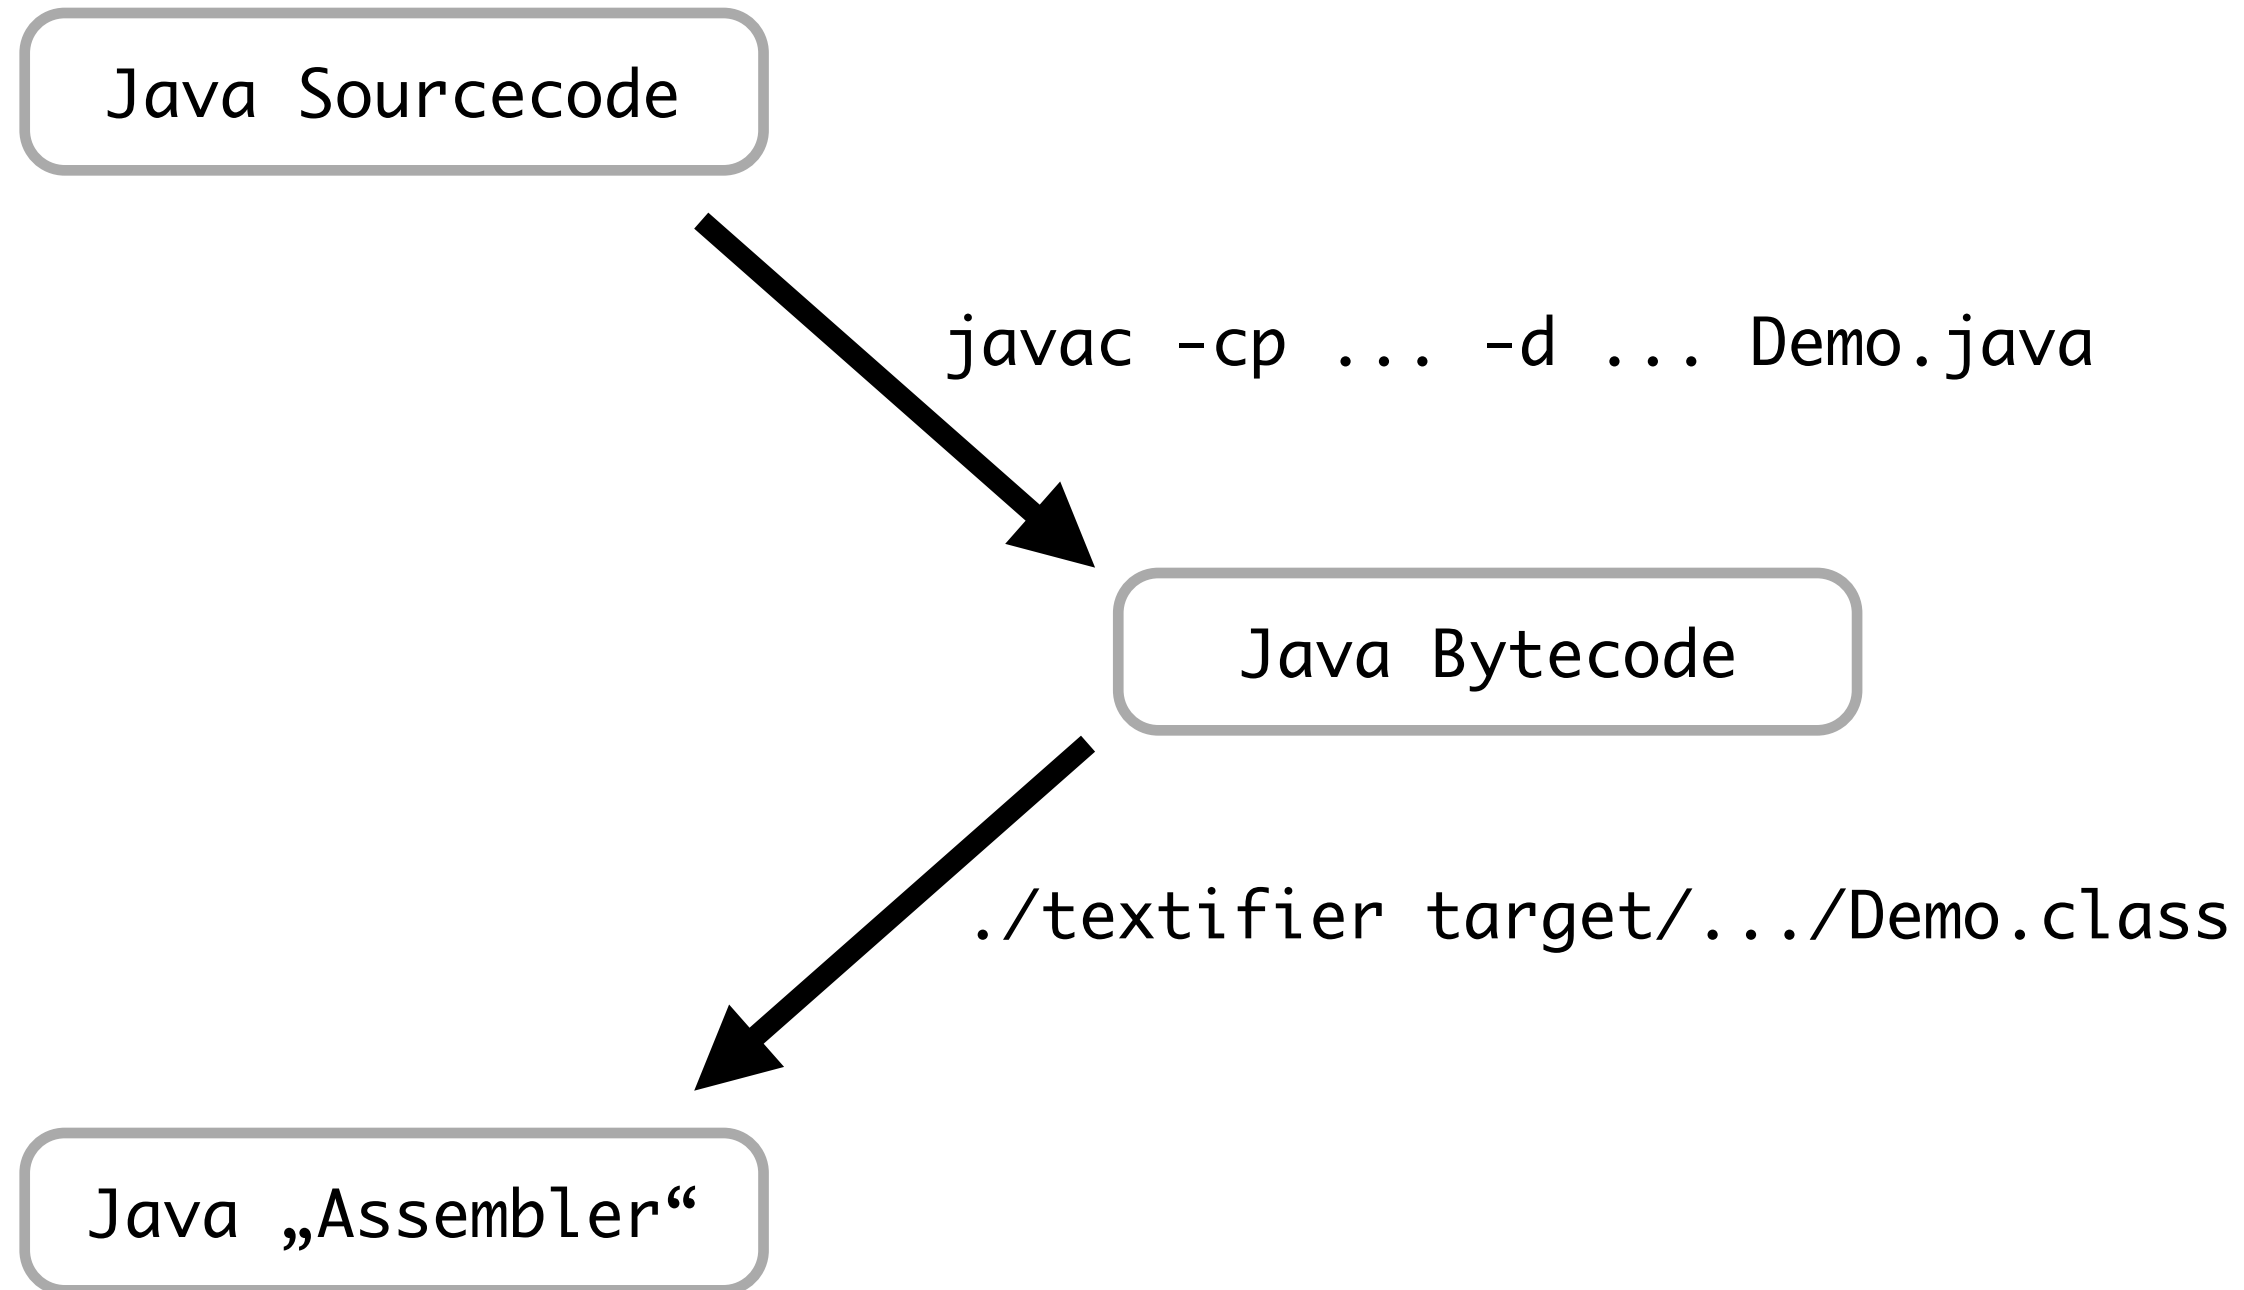 Java Sourcecode
javac -cp ... -d ... Demo.java
Java Bytecode
./textifier target/.../Demo.class
Java „Assembler“